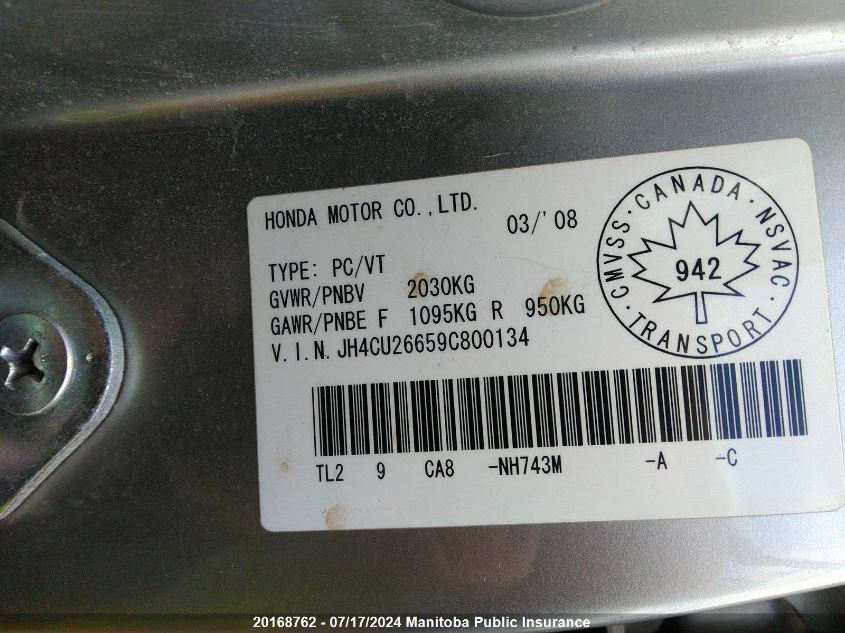 HONDA MOTOR CO.,LTD.
03/'08
TYPE: PC/VT
GVWR/PNBV 2030KG
GAWR/PNBE F 1095KG R 950KG
V.I.N. JH4CU26659C800134
CMVSS · CANADA · NSVAC · TRANSPORT ·
942
TL2 9 CA8 -NH743M -A -C
20168762 - 07/17/2024 Manitoba Public Insurance